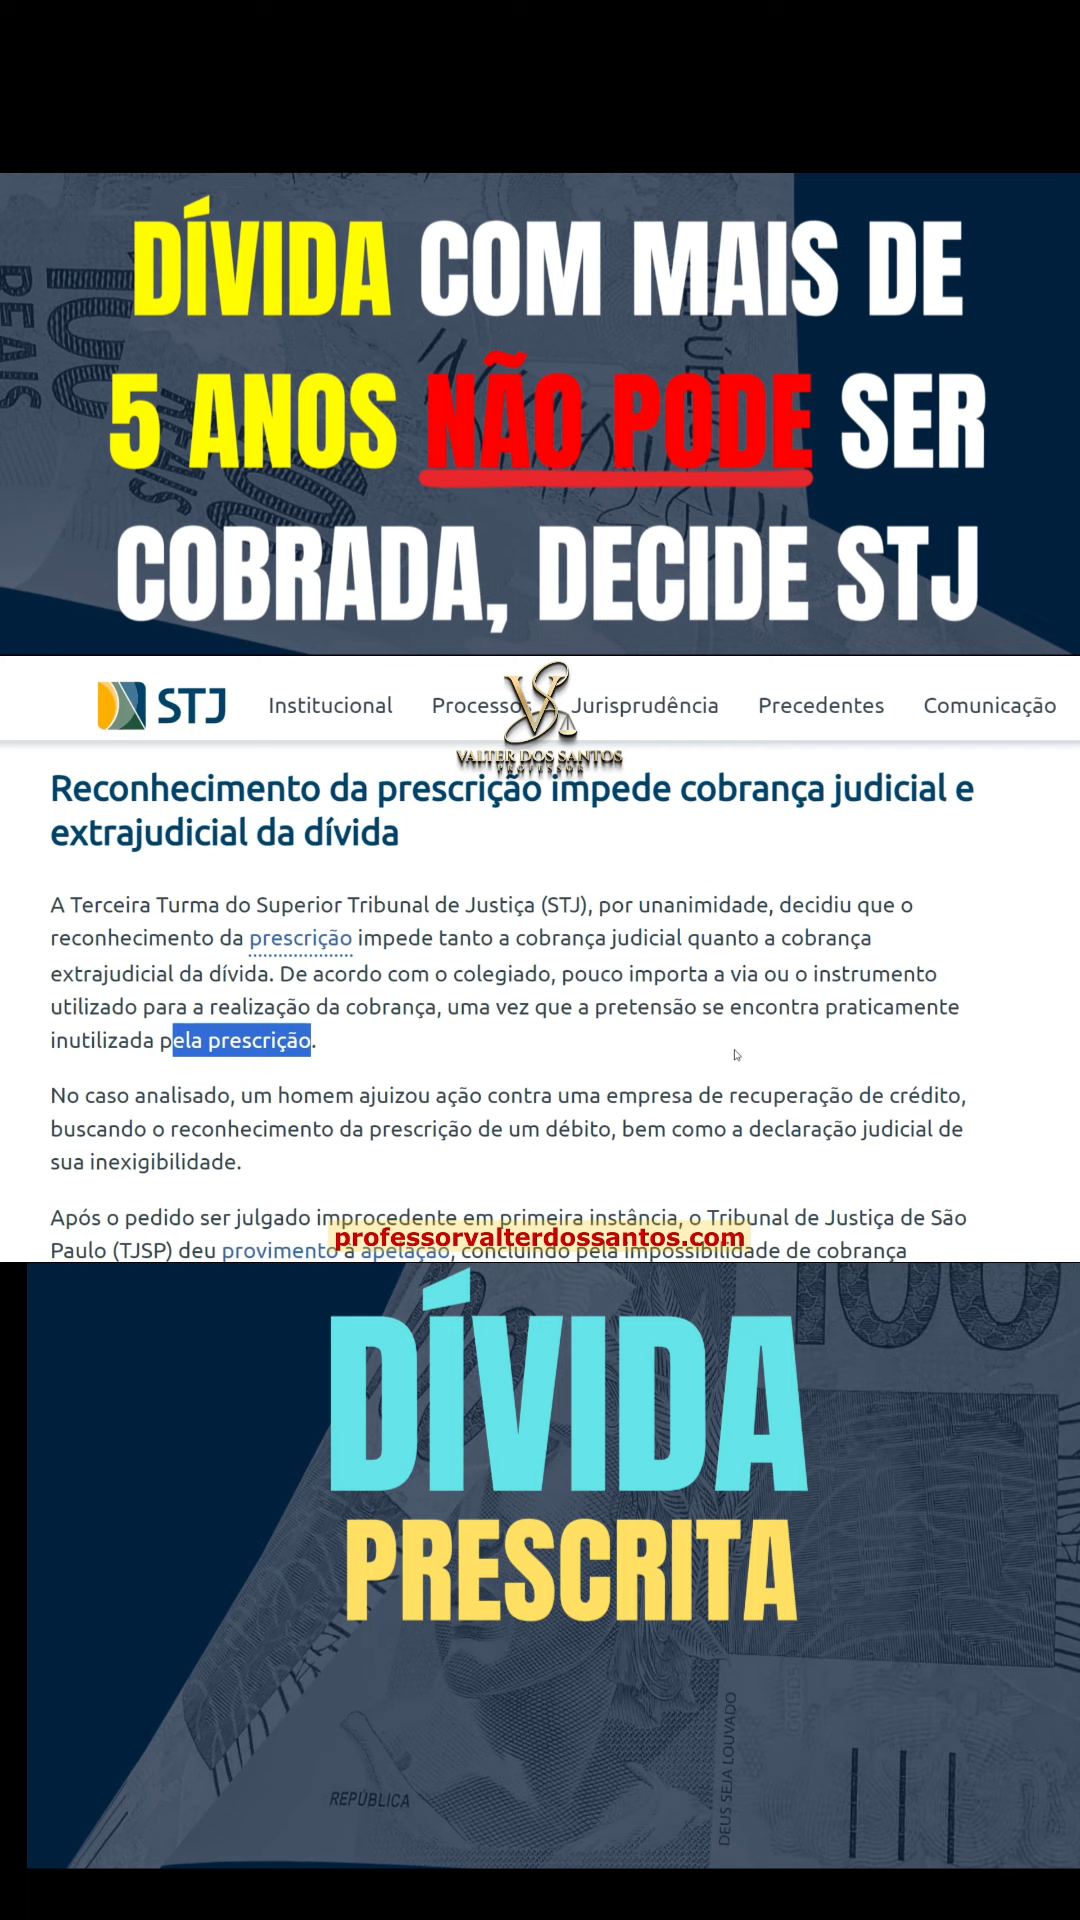 DÍVIDA COM MAIS DE
5 ANOS NÃO PODE SER
COBRADA, DECIDE STJ
STJ Institucional Processos Jurisprudência Precedentes Comunicação
VS
VALTER DOS SANTOS
PROFESSOR
Reconhecimento da prescrição impede cobrança judicial e
extrajudicial da dívida
A Terceira Turma do Superior Tribunal de Justiça (STJ), por unanimidade, decidiu que o
reconhecimento da prescrição impede tanto a cobrança judicial quanto a cobrança
extrajudicial da dívida. De acordo com o colegiado, pouco importa a via ou o instrumento
utilizado para a realização da cobrança, uma vez que a pretensão se encontra praticamente
inutilizada pela prescrição.
No caso analisado, um homem ajuizou ação contra uma empresa de recuperação de crédito,
buscando o reconhecimento da prescrição de um débito, bem como a declaração judicial de
sua inexigibilidade.
Após o pedido ser julgado improcedente em primeira instância, o Tribunal de Justiça de São
professorvalterdossantos.com
Paulo (TJSP) deu provimento à apelação, concluindo pela impossibilidade de cobrança
DÍVIDA
PRESCRITA
REPÚBLICA
DEUS SEJA LOUVADO
100